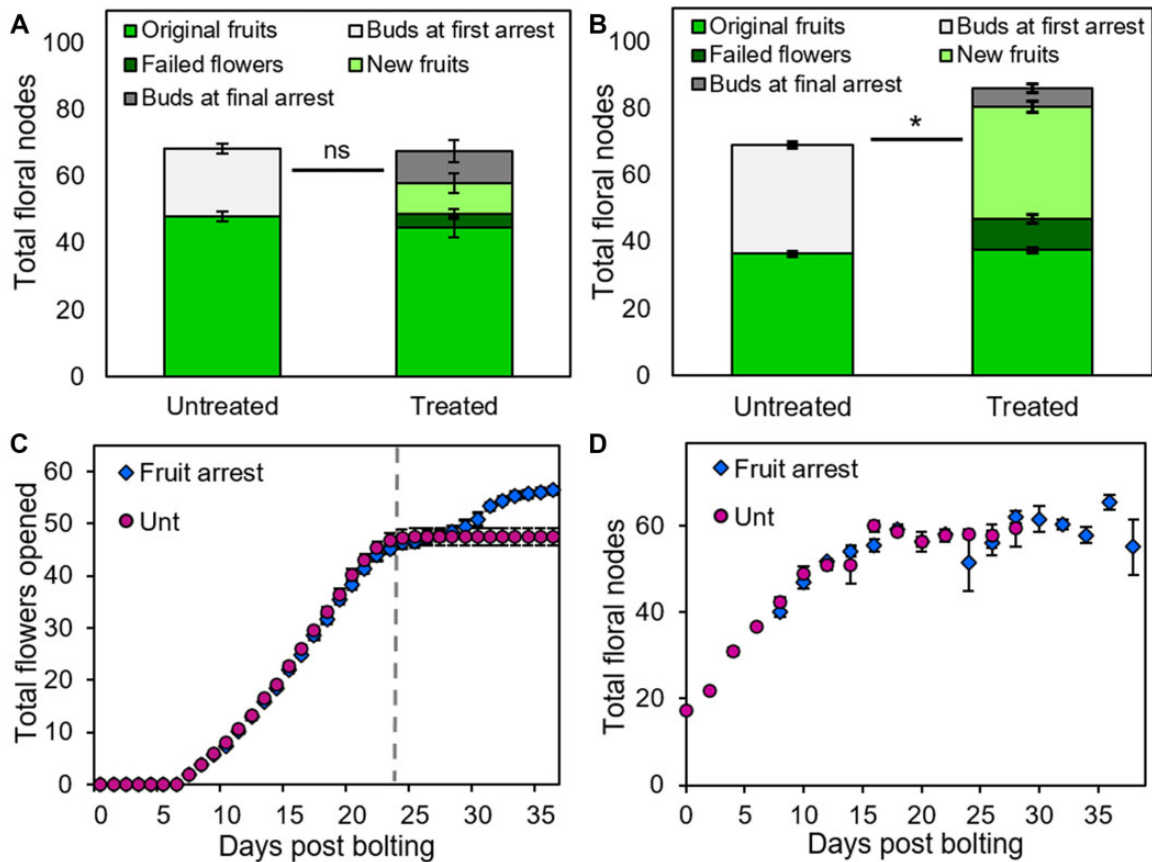 A
Original fruits
Buds at first arrest
Failed flowers
New fruits
Buds at final arrest
Total floral nodes
100
80
60
40
20
0
ns
Untreated
Treated
B
Original fruits
Buds at first arrest
Failed flowers
New fruits
Buds at final arrest
Total floral nodes
100
80
60
40
20
0
*
Untreated
Treated
C
Fruit arrest
Unt
Total flowers opened
60
50
40
30
20
10
0
0 5 10 15 20 25 30 35
Days post bolting
D
Fruit arrest
Unt
Total floral nodes
60
40
20
0
0 5 10 15 20 25 30 35
Days post bolting